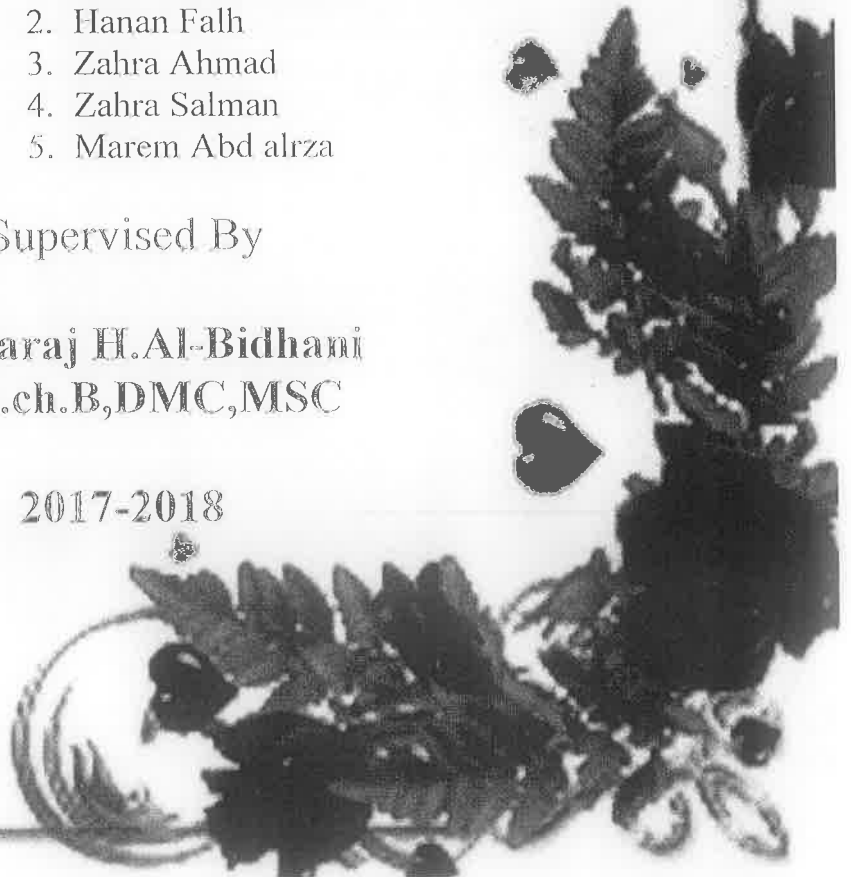 2. Hanan Falh
3. Zahra Ahmad
4. Zahra Salman
5. Marem Abd alrza
Supervised By
araj H.Al-Bidhani
.ch.B,DMC,MSC
2017-2018